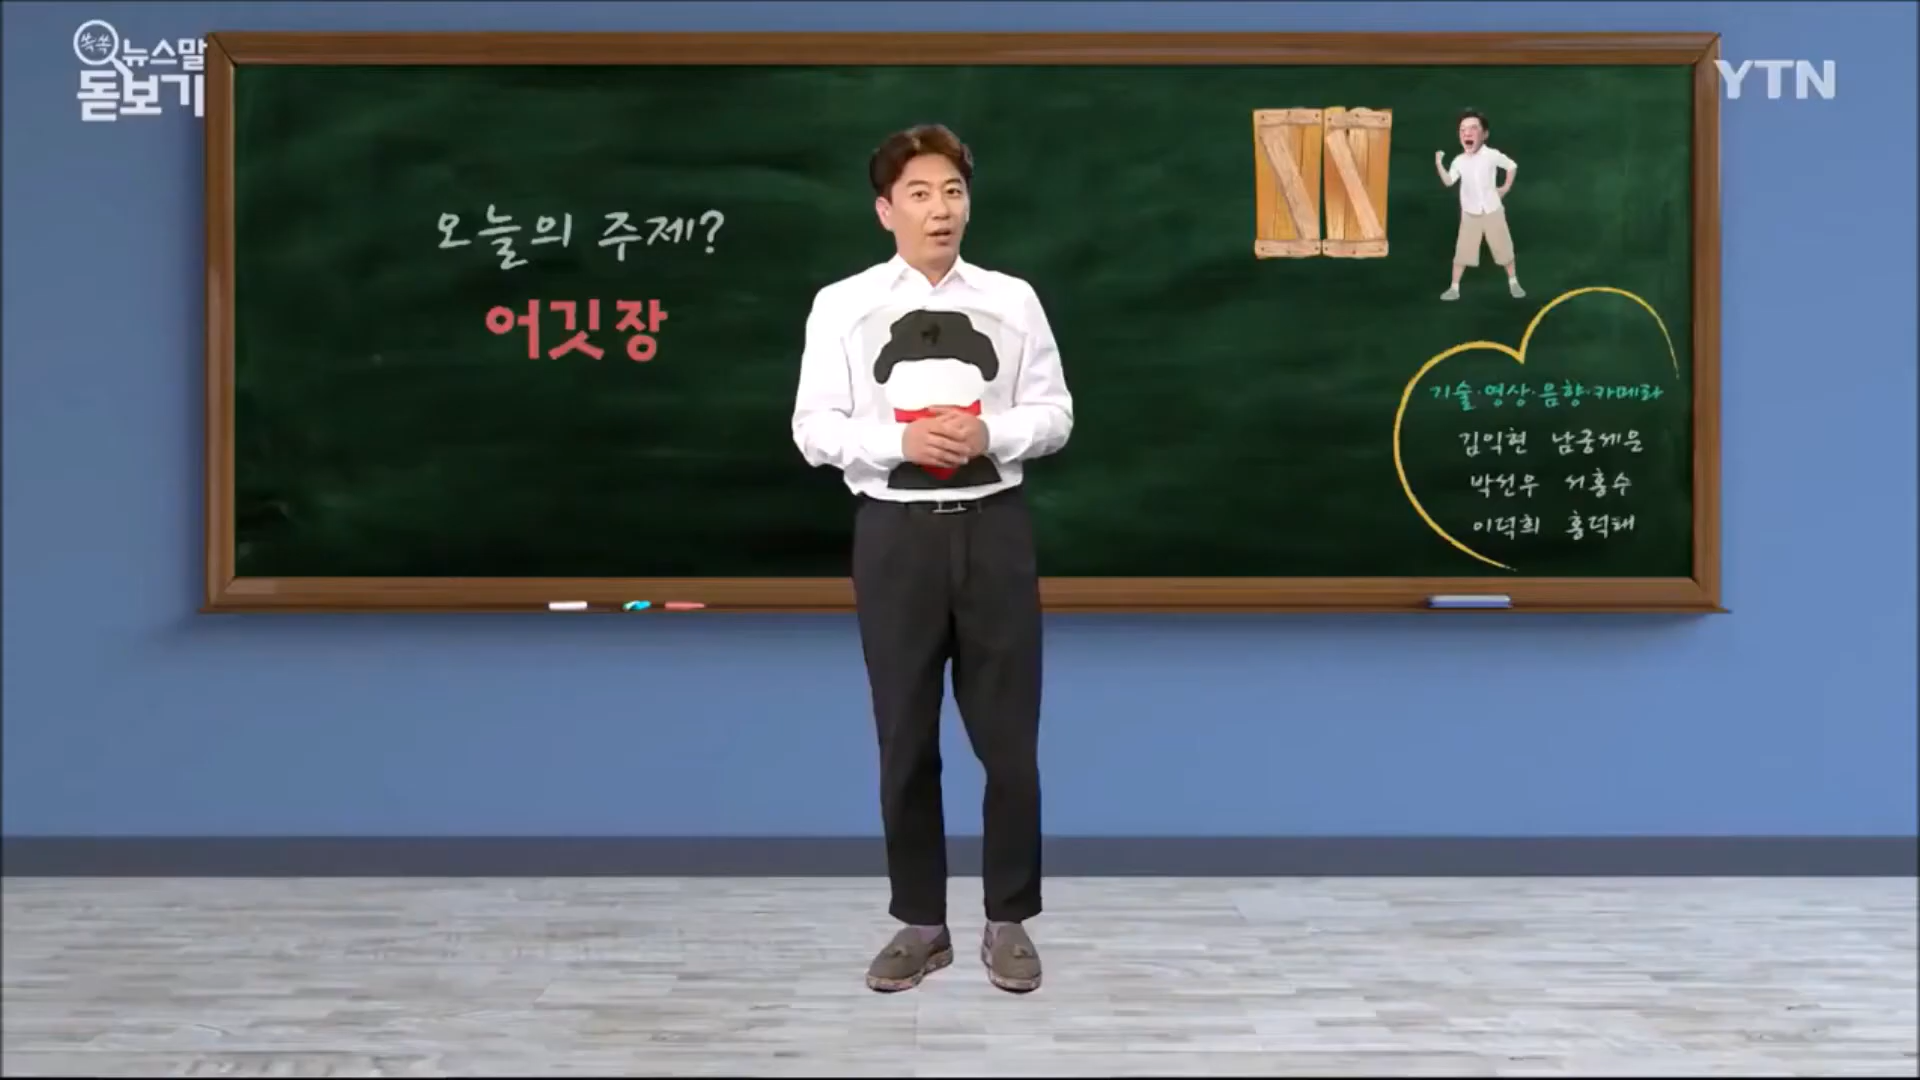 쏙쏙
뉴스말
돋보기
YTN
오늘의 주제?
어깃장
기술·영상·음향·카메라
김익현 남궁세운
박선우 서홍수
이덕희 홍덕태